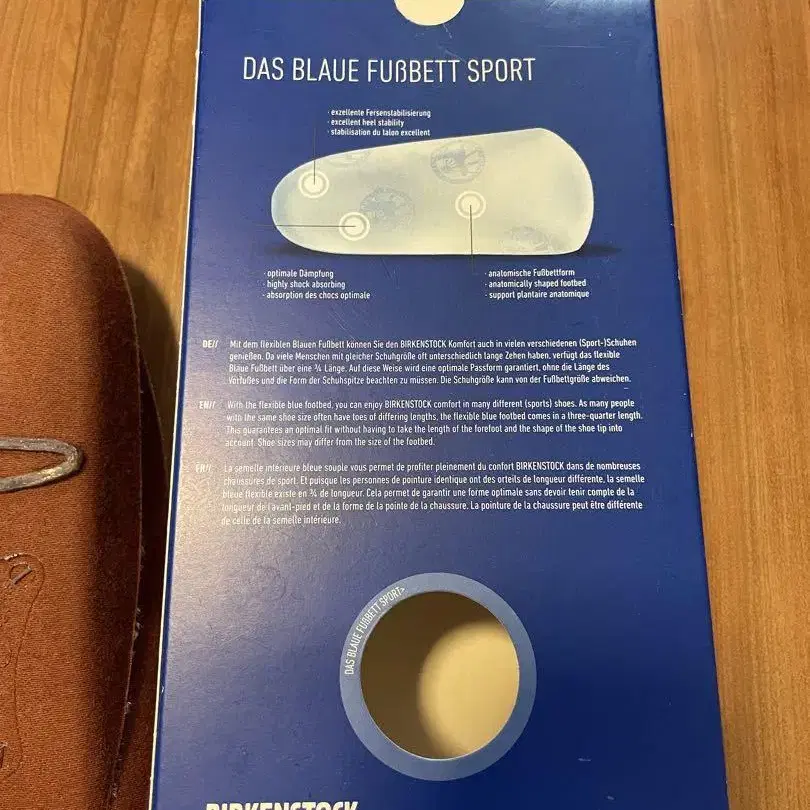 DAS BLAUE FUẞBETT SPORT
· exzellente Fersenstabilisierung
· excellent heel stability
· stabilisation du talon excellent
· optimale Dämpfung
· highly shock absorbing
· absorption des chocs optimale
· anatomische Fußbettform
· anatomically shaped footbed
· support plantaire anatomique
DE// Mit dem flexiblen Blauen Fußbett können Sie den BIRKENSTOCK Komfort auch in vielen verschiedenen (Sport-)Schuhen
genießen. Da viele Menschen mit gleicher Schuhgröße oft unterschiedlich lange Zehen haben, verfügt das flexible
Blaue Fußbett über eine ¾ Länge. Auf diese Weise wird eine optimale Passform garantiert, ohne die Länge des
Vorfußes und die Form der Schuhspitze beachten zu müssen. Die Schuhgröße kann von der Fußbettgröße abweichen.
EN// With the flexible blue footbed, you can enjoy BIRKENSTOCK comfort in many different (sports) shoes. As many people
with the same shoe size often have toes of differing lengths, the flexible blue footbed comes in a three-quarter length.
This guarantees an optimal fit without having to take the length of the forefoot and the shape of the shoe tip into
account. Shoe sizes may differ from the size of the footbed.
FR// La semelle intérieure bleue souple vous permet de profiter pleinement du confort BIRKENSTOCK dans de nombreuses
chaussures de sport. Et puisque les personnes de pointure identique ont des orteils de longueur différente, la semelle
bleue flexible existe en ¾ de longueur. Cela permet de garantir une forme optimale sans devoir tenir compte de la
longueur de l'avant-pied et de la forme de la pointe de la chaussure. La pointure de la chaussure peut être différente
de celle de la semelle intérieure.
DAS BLAUE FUẞBETT SPORT>
BIRKENSTOCK